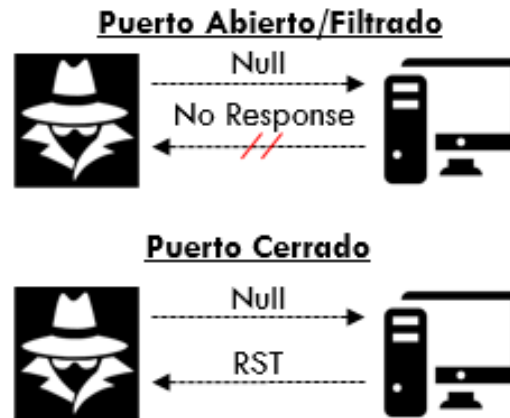 Puerto Abierto/Filtrado
Null
No Response
Puerto Cerrado
Null
RST